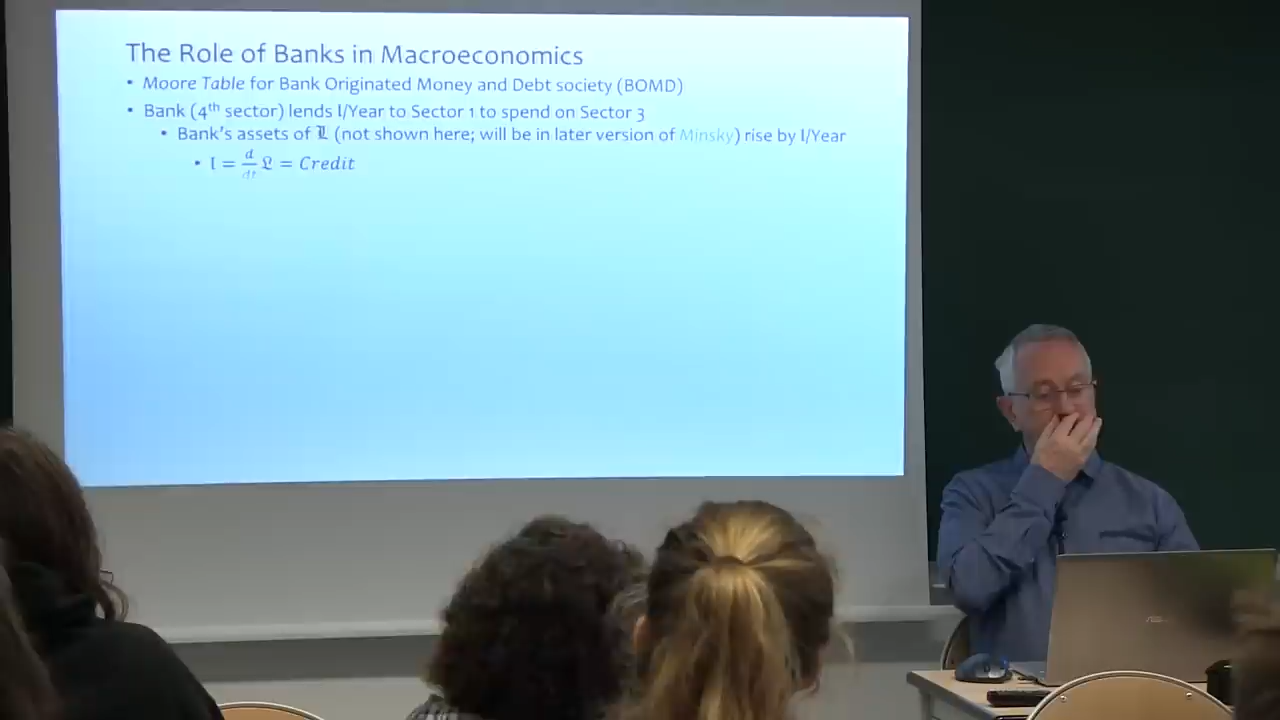 The Role of Banks in Macroeconomics
• Moore Table for Bank Originated Money and Debt society (BOMD)
• Bank (4th sector) lends l/Year to Sector 1 to spend on Sector 3
• Bank's assets of 𝕷 (not shown here; will be in later version of Minsky) rise by l/Year
• l = d/dt 𝔏 = Credit